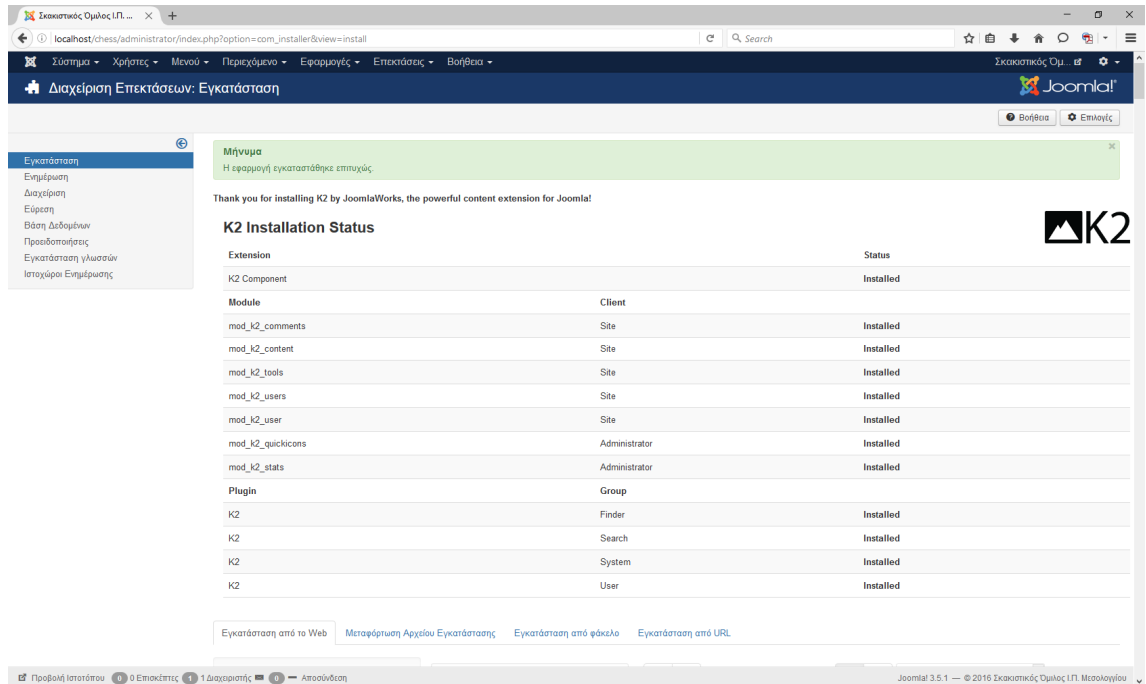 Σκακιστικός Όμιλος Ι.Π. ...
localhost/chess/administrator/index.php?option=com_installer&view=install
Search
Σύστημα Χρήστες Μενού Περιεχόμενο Εφαρμογές Επεκτάσεις Βοήθεια Σκακιστικός Όμ...
Διαχείριση Επεκτάσεων: Εγκατάσταση Joomla!
Βοήθεια Επιλογές
Εγκατάσταση
Ενημέρωση
Διαχείριση
Εύρεση
Βάση Δεδομένων
Προειδοποιήσεις
Εγκατάσταση γλωσσών
Ιστοχώροι Ενημέρωσης
Μήνυμα
Η εφαρμογή εγκαταστάθηκε επιτυχώς.
Thank you for installing K2 by JoomlaWorks, the powerful content extension for Joomla!
K2 Installation Status K2
Extension Status
K2 Component Installed
Module Client
mod_k2_comments Site Installed
mod_k2_content Site Installed
mod_k2_tools Site Installed
mod_k2_users Site Installed
mod_k2_user Site Installed
mod_k2_quickicons Administrator Installed
mod_k2_stats Administrator Installed
Plugin Group
K2 Finder Installed
K2 Search Installed
K2 System Installed
K2 User Installed
Εγκατάσταση από το Web Μεταφόρτωση Αρχείου Εγκατάστασης Εγκατάσταση από φάκελο Εγκατάσταση από URL
Προβολή Ιστοτόπου 0 0 Επισκέπτες 1 1 Διαχειριστής 0 Αποσύνδεση Joomla! 3.5.1 — © 2016 Σκακιστικός Όμιλος Ι.Π. Μεσολογγίου